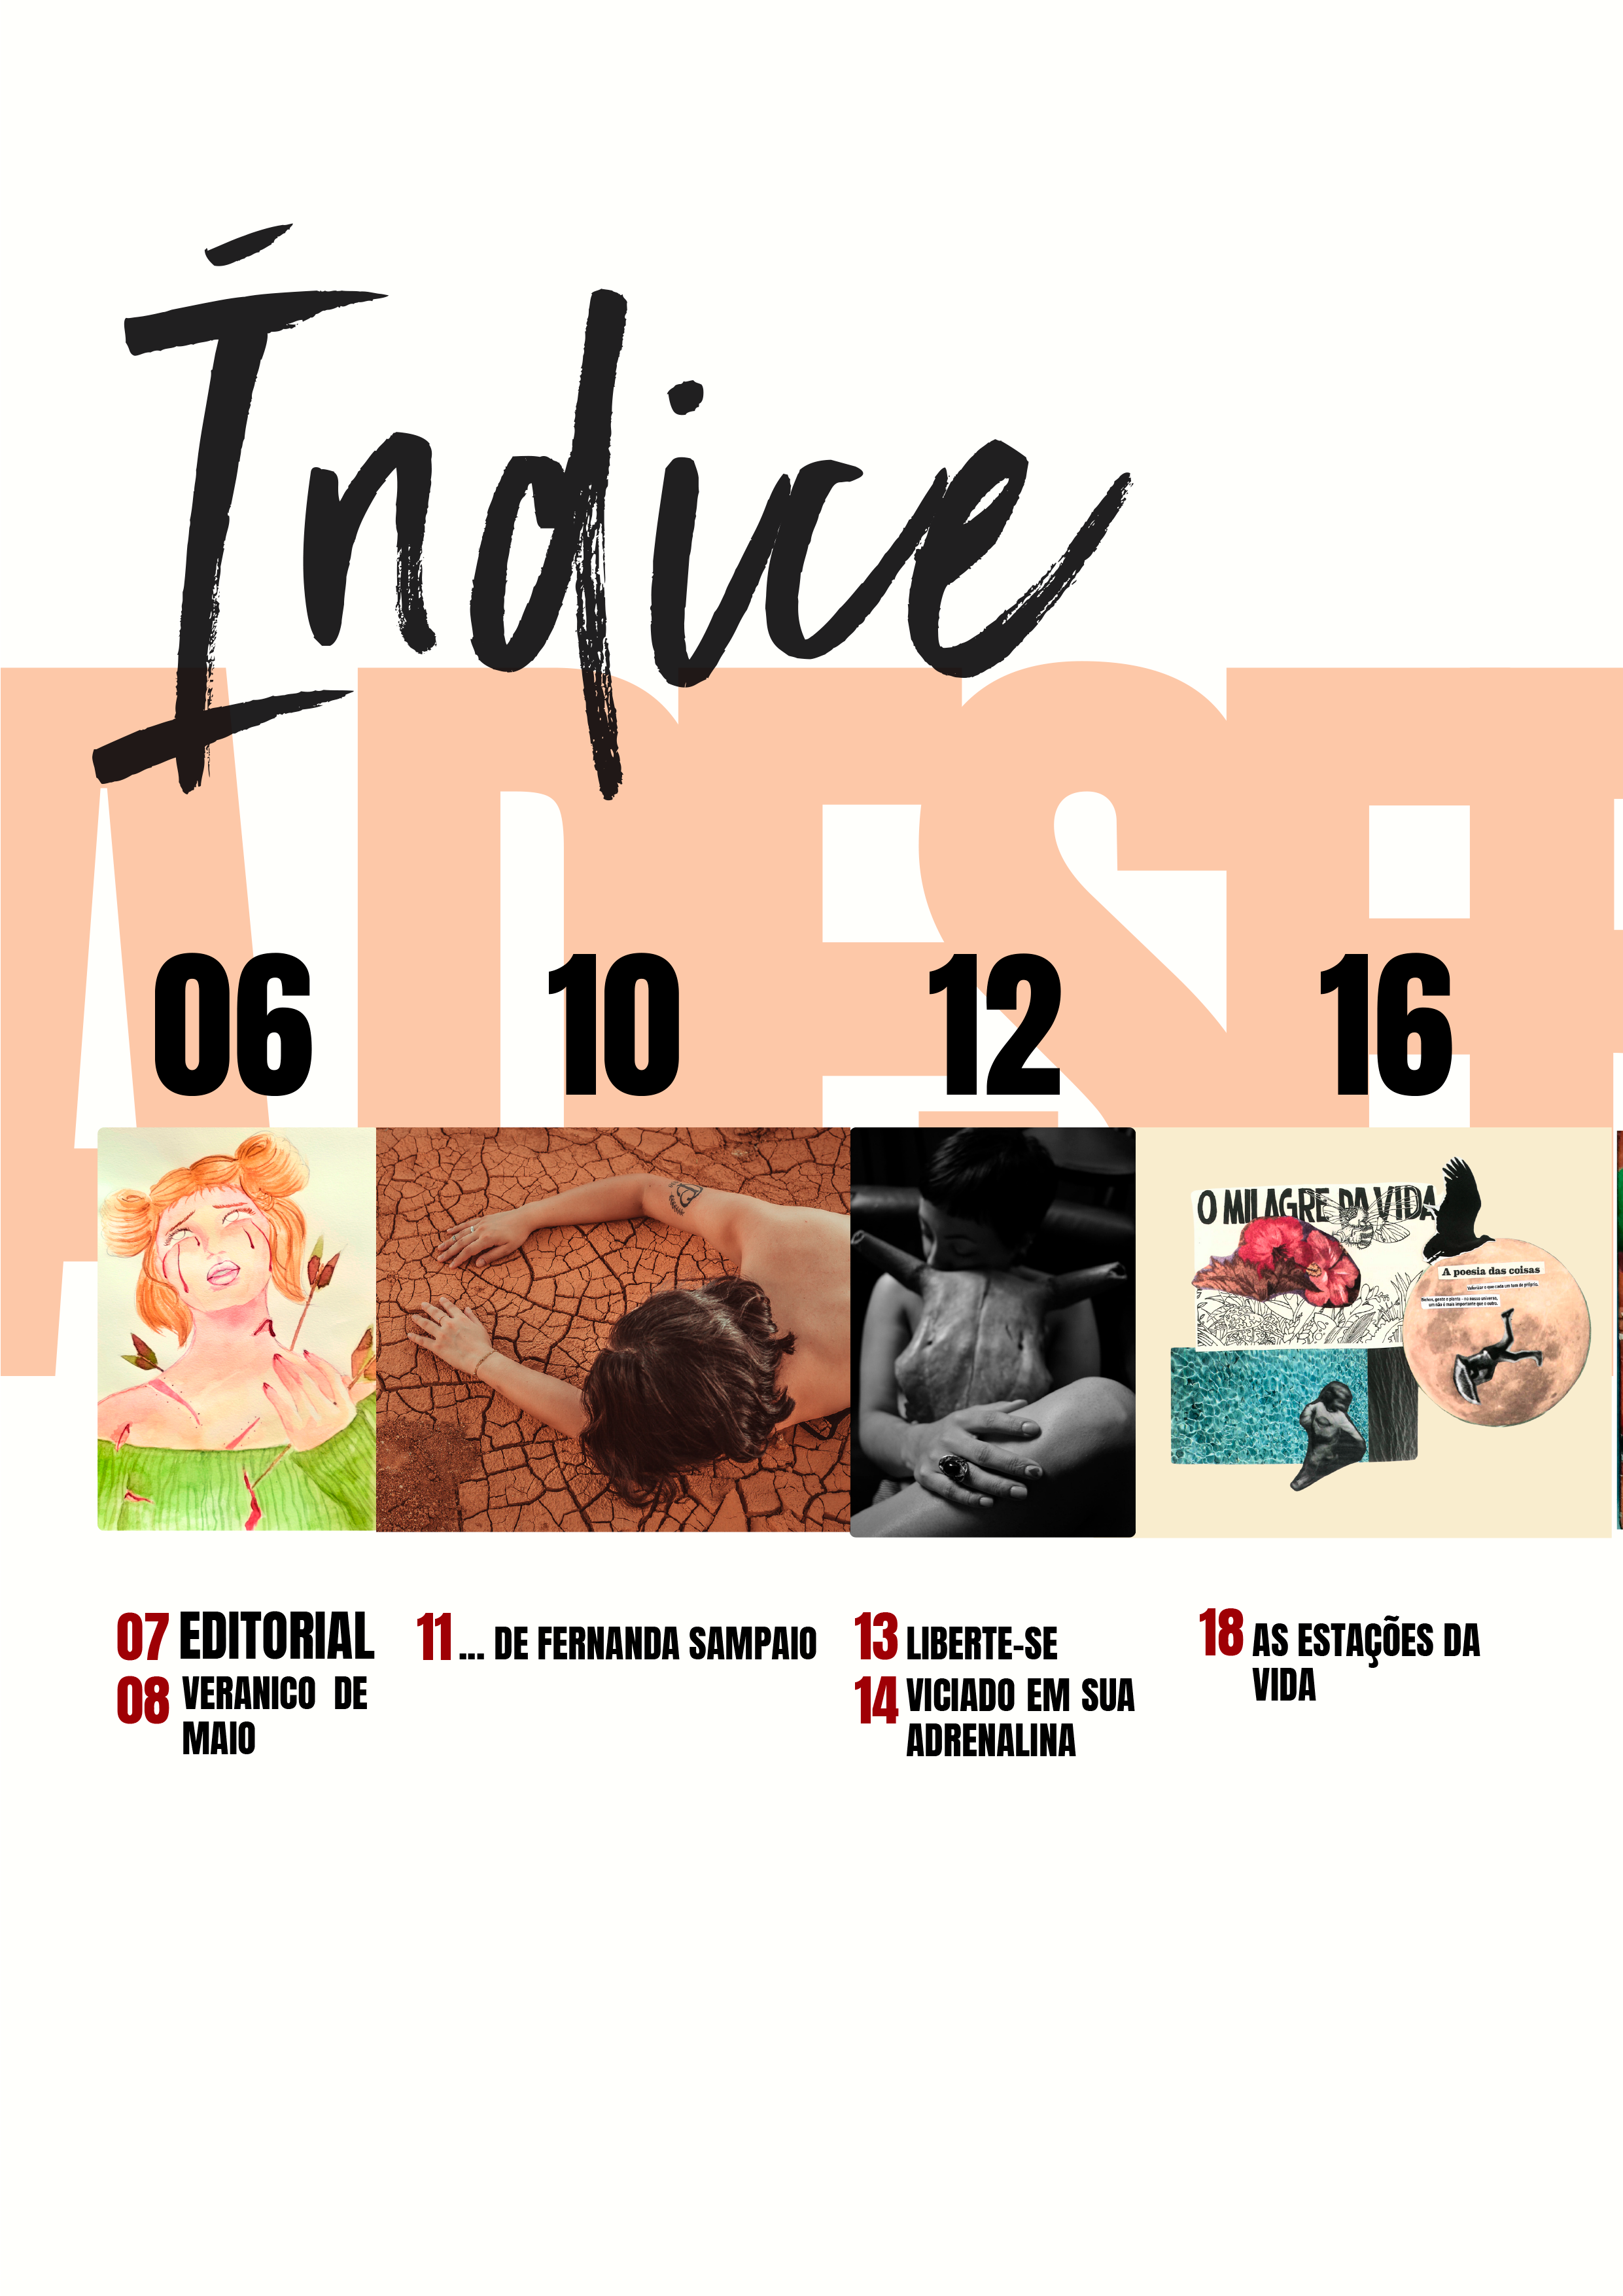 Índice
06
10
12
16
O MILAGRE DA VIDA
A poesia das coisas
07 EDITORIAL
08 VERANICO DE
MAIO
11 ... DE FERNANDA SAMPAIO
13 LIBERTE-SE
14 VICIADO EM SUA
ADRENALINA
18 AS ESTAÇÕES DA
VIDA